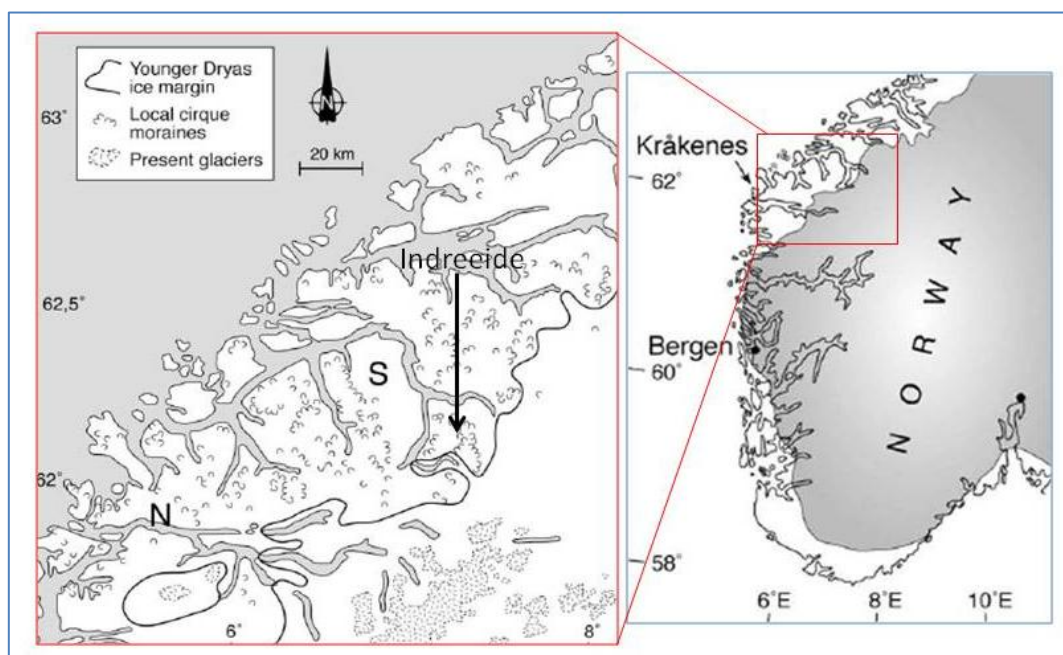 Younger Dryas
ice margin
Local cirque
moraines
Present glaciers
N
20 km
63°
62,5°
62°
Indreeide
S
N
6°
8°
Kråkenes
62°
Bergen
60°
58°
NORWAY
6°E
8°E
10°E